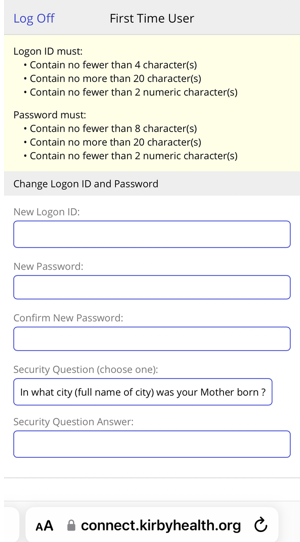 Log Off First Time User
Logon ID must:
• Contain no fewer than 4 character(s)
• Contain no more than 20 character(s)
• Contain no fewer than 2 numeric character(s)
Password must:
• Contain no fewer than 8 character(s)
• Contain no more than 20 character(s)
• Contain no fewer than 2 numeric character(s)
Change Logon ID and Password
New Logon ID:
New Password:
Confirm New Password:
Security Question (choose one):
In what city (full name of city) was your Mother born ?
Security Question Answer:
AA connect.kirbyhealth.org